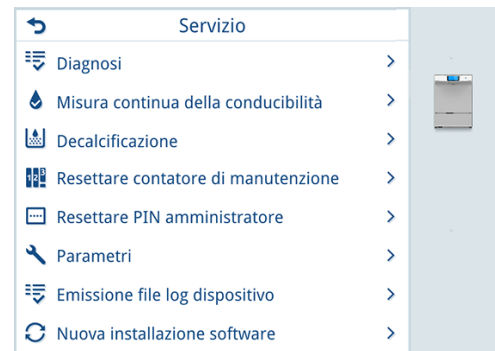 Servizio
Diagnosi
Misura continua della conducibilità
Decalcificazione
Resettare contatore di manutenzione
Resettare PIN amministratore
Parametri
Emissione file log dispositivo
Nuova installazione software